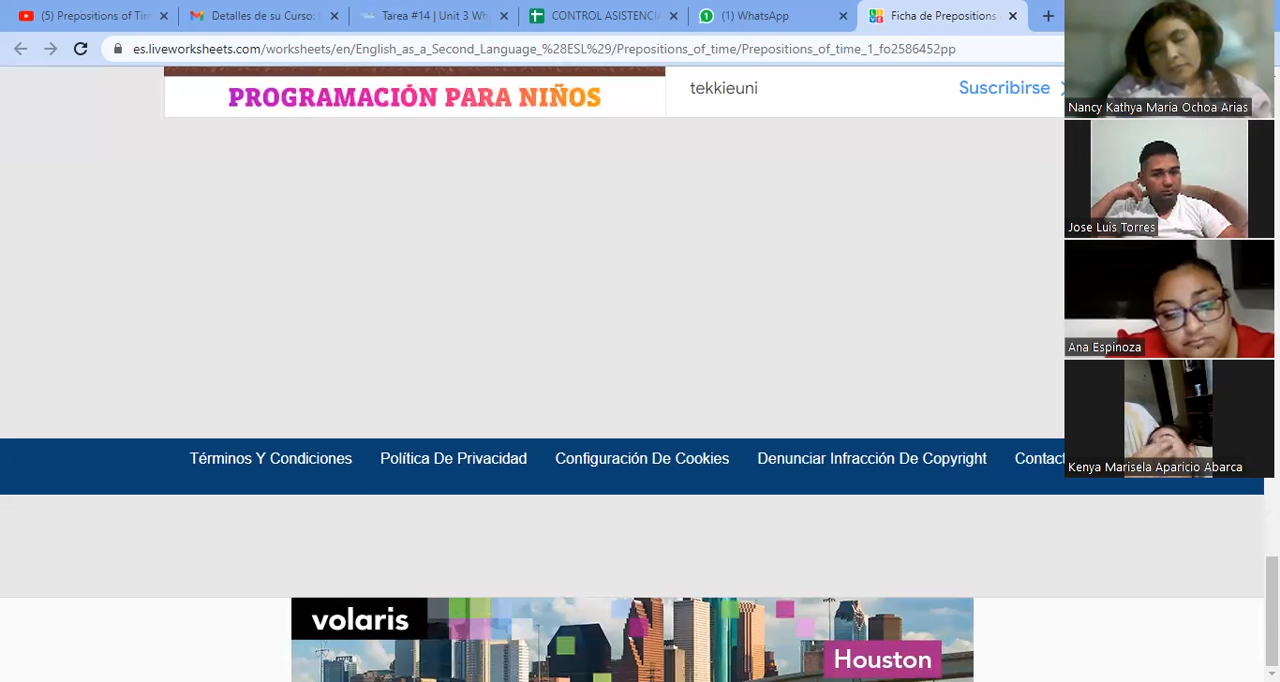 (5) Prepositions of Tim
Detalles de su Curso:
Tarea #14 | Unit 3 Wh
CONTROL ASISTENCIA
(1) WhatsApp
Ficha de Prepositions
es.liveworksheets.com/worksheets/en/English_as_a_Second_Language_%28ESL%29/Prepositions_of_time/Prepositions_of_time_1_fo2586452pp
PROGRAMACIÓN PARA NIÑOS
tekkieuni
Suscribirse
Nancy Kathya Maria Ochoa Arias
Jose Luis Torres
Ana Espinoza
Kenya Marisela Aparicio Abarca
Términos Y Condiciones
Política De Privacidad
Configuración De Cookies
Denunciar Infracción De Copyright
Contact
volaris
Houston